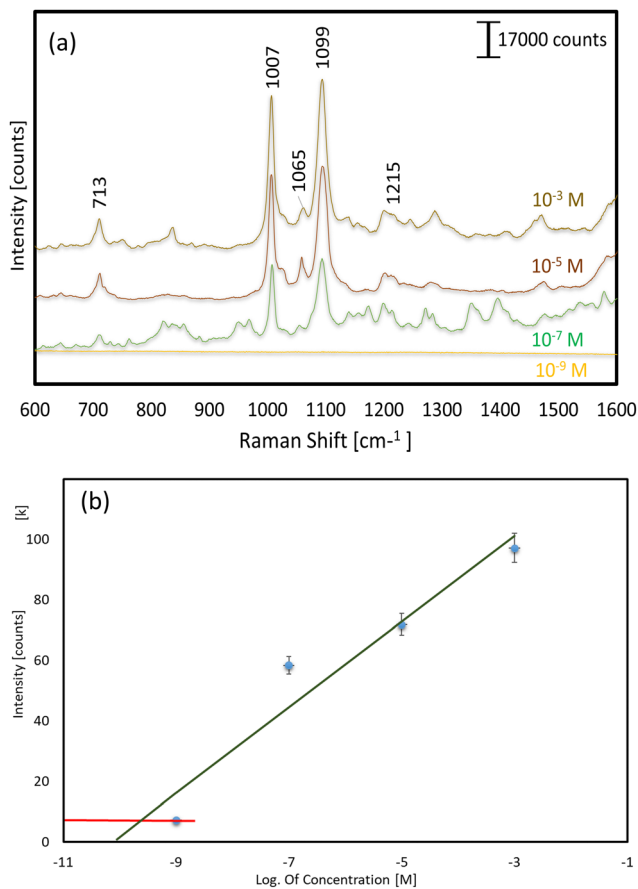 (a)
17000 counts
1007
1099
1065
713
1215
10⁻³ M
10⁻⁵ M
10⁻⁷ M
10⁻⁹ M
Intensity [counts]
600 700 800 900 1000 1100 1200 1300 1400 1500 1600
Raman Shift [cm-¹ ]
(b)
[k]
100
80
60
40
20
0
Intensity [counts]
-11 -9 -7 -5 -3 -1
Log. Of Concentration [M]